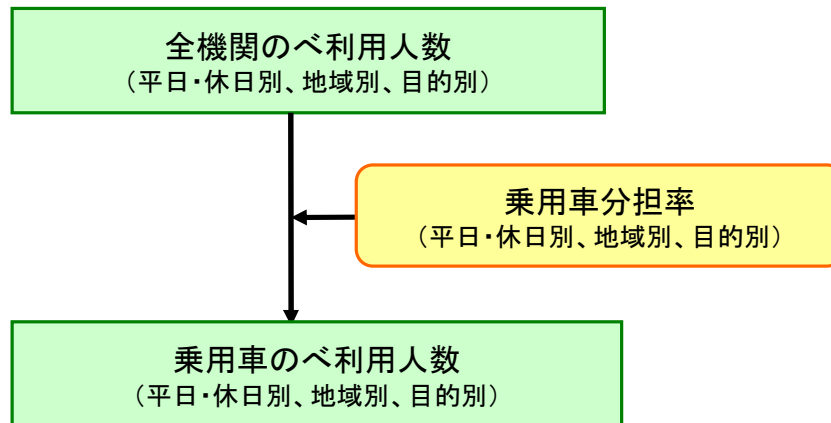 全機関のべ利用人数
（平日・休日別、地域別、目的別）
乗用車分担率
（平日・休日別、地域別、目的別）
乗用車のべ利用人数
（平日・休日別、地域別、目的別）